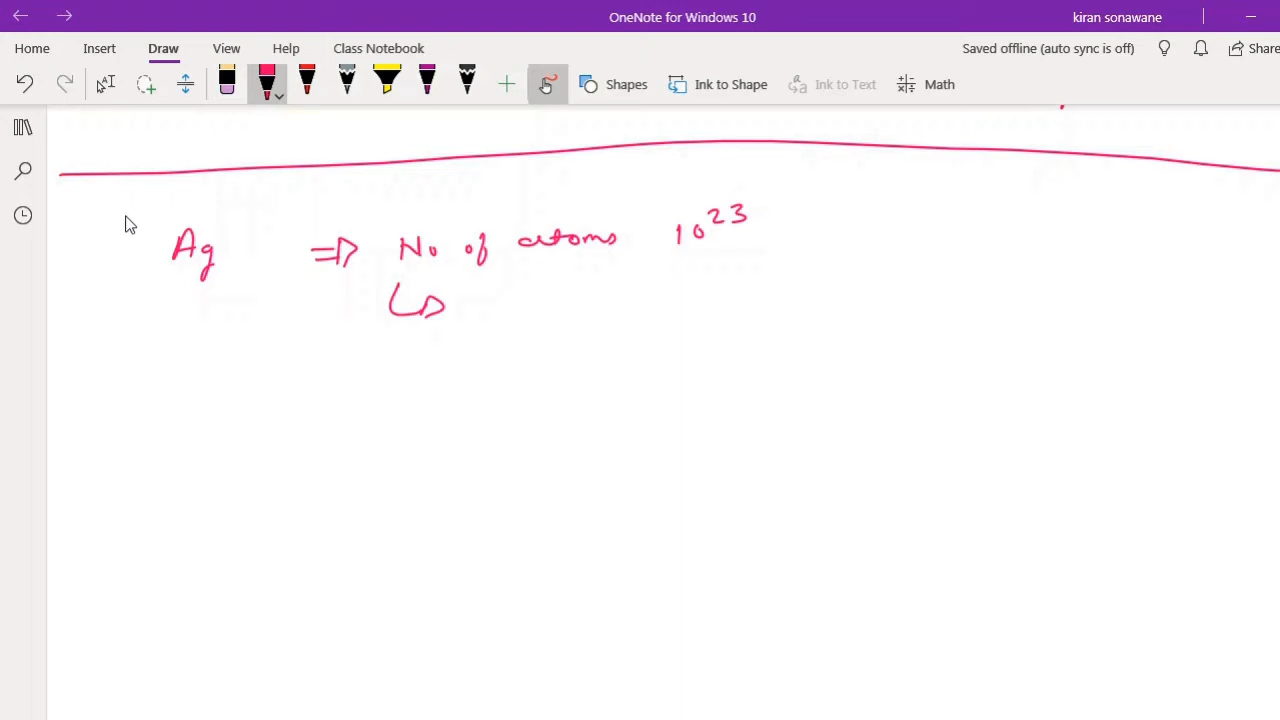 OneNote for Windows 10
kiran sonawane
Home Insert Draw View Help Class Notebook
Saved offline (auto sync is off)
Share
Shapes Ink to Shape Ink to Text Math
Ag ⇒ No of atoms 10²³